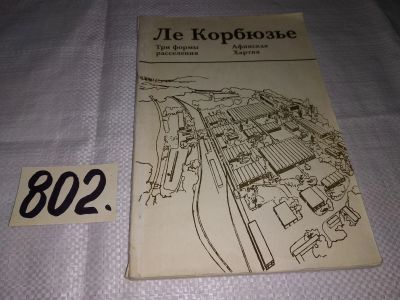 Ле Корбюзье
Три формы расселения
Афинская Хартия
802.